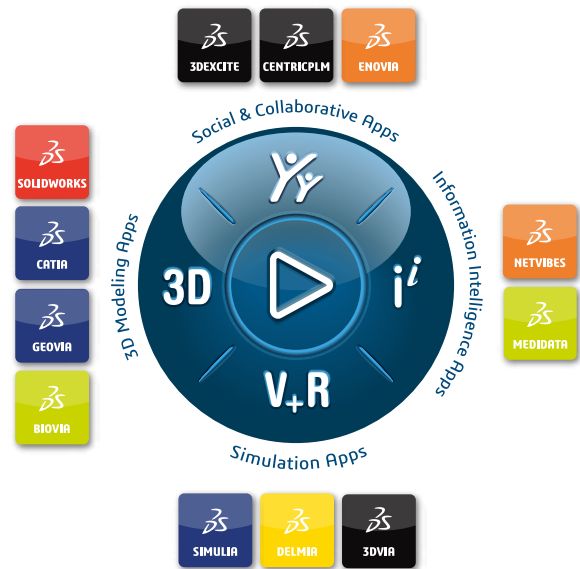 3DEXCITE
CENTRICPLM
ENOVIA
Social & Collaborative Apps
SOLIDWORKS
CATIA
GEOVIA
BIOVIA
3D Modeling Apps
3D
i i
V+R
Information Intelligence Apps
NETVIBES
MEDIDATA
Simulation Apps
SIMULIA
DELMIA
3DVIA